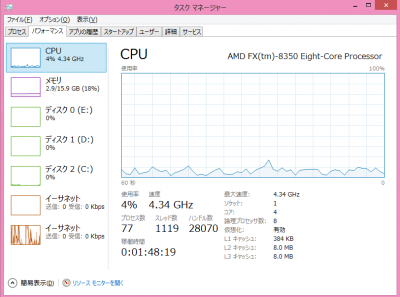 タスク マネージャー
ファイル(F) オプション(O) 表示(V)
プロセス パフォーマンス アプリの履歴 スタートアップ ユーザー 詳細 サービス
CPU
4% 4.34 GHz
メモリ
2.9/15.9 GB (18%)
ディスク 0 (E:)
0%
ディスク 1 (D:)
0%
ディスク 2 (C:)
0%
イーサネット
送信: 0 受信: 0 Kbps
イーサネット
送信: 0 受信: 0 Kbps
CPU AMD FX(tm)-8350 Eight-Core Processor
使用率 100%
60 秒 0
使用率 速度
4% 4.34 GHz
プロセス数 スレッド数 ハンドル数
77 1119 28070
稼働時間
0:01:48:19
最大速度: 4.34 GHz
ソケット: 1
コア: 4
論理プロセッサ数: 8
仮想化: 有効
L1 キャッシュ: 384 KB
L2 キャッシュ: 8.0 MB
L3 キャッシュ: 8.0 MB
簡易表示(D) リソース モニターを開く